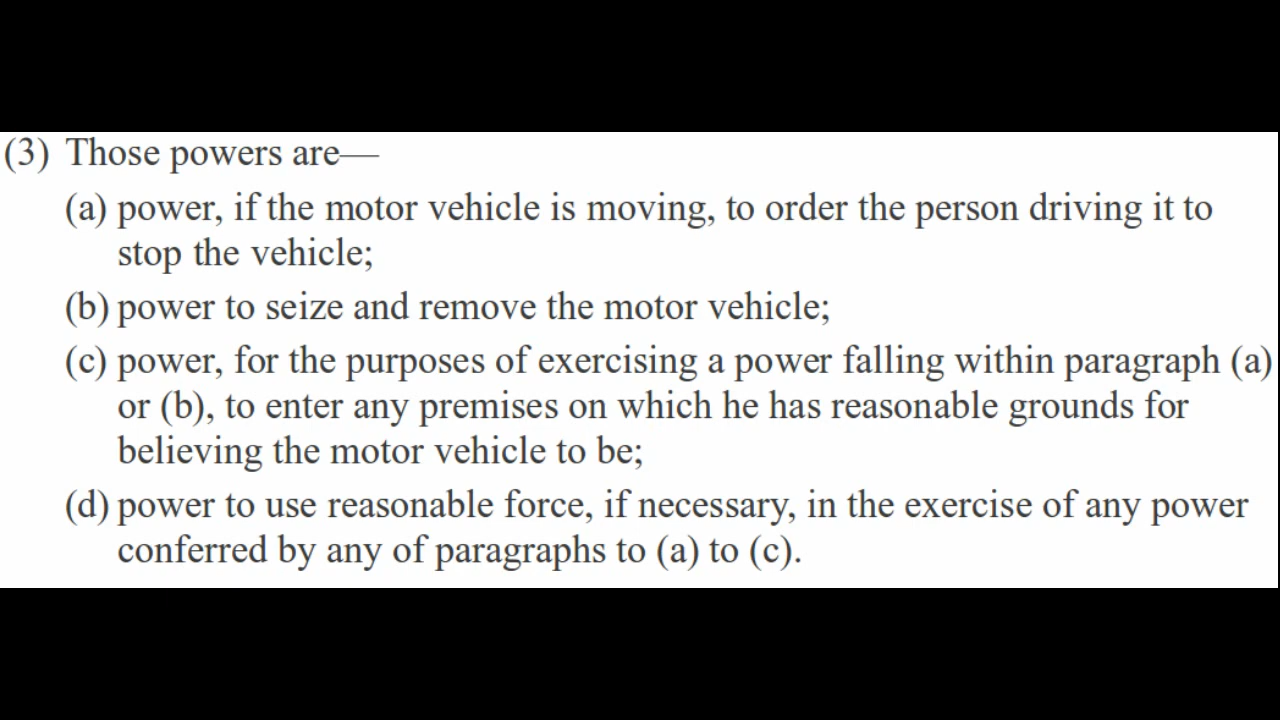 (3) Those powers are—
(a) power, if the motor vehicle is moving, to order the person driving it to
stop the vehicle;
(b) power to seize and remove the motor vehicle;
(c) power, for the purposes of exercising a power falling within paragraph (a)
or (b), to enter any premises on which he has reasonable grounds for
believing the motor vehicle to be;
(d) power to use reasonable force, if necessary, in the exercise of any power
conferred by any of paragraphs to (a) to (c).